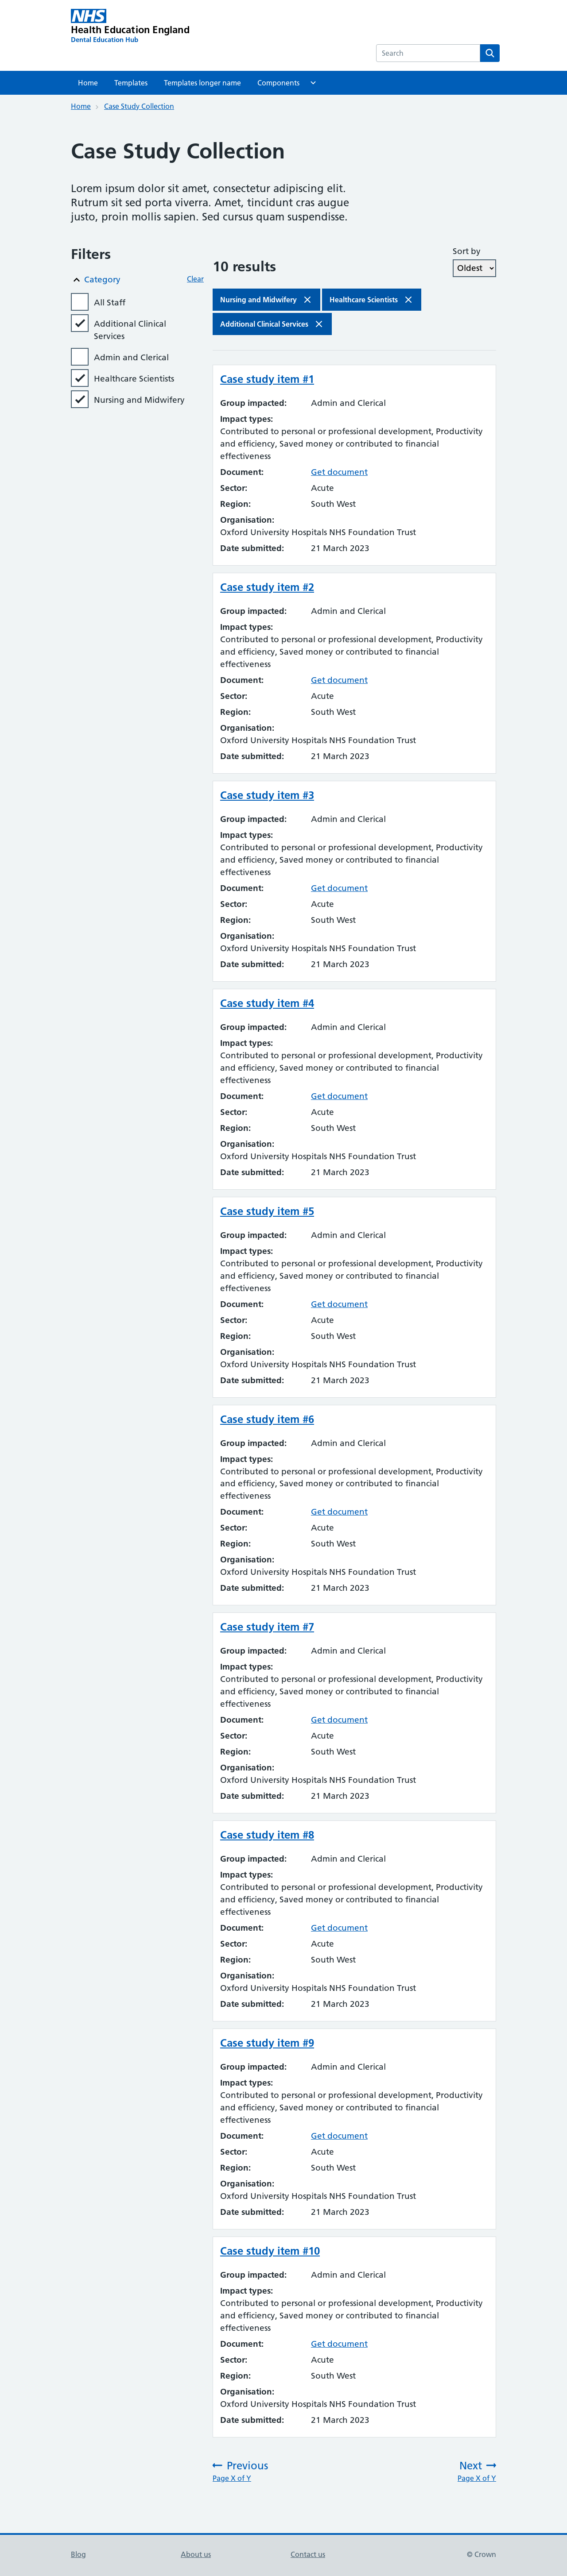 NHS
Health Education England
Dental Education Hub
Search
Home
Templates
Templates longer name
Components
Home
Case Study Collection
Case Study Collection
Lorem ipsum dolor sit amet, consectetur adipiscing elit.
Rutrum sit sed porta viverra. Amet, tincidunt cras augue
justo, proin mollis sapien. Sed cursus quam suspendisse.
Filters
Category
Clear
All Staff
Additional Clinical
Services
Admin and Clerical
Healthcare Scientists
Nursing and Midwifery
10 results
Sort by
Oldest
Nursing and Midwifery
Healthcare Scientists
Additional Clinical Services
Case study item #1
Group impacted: Admin and Clerical
Impact types:
Contributed to personal or professional development, Productivity
and efficiency, Saved money or contributed to financial
effectiveness
Document: Get document
Sector: Acute
Region: South West
Organisation:
Oxford University Hospitals NHS Foundation Trust
Date submitted: 21 March 2023
Case study item #2
Group impacted: Admin and Clerical
Impact types:
Contributed to personal or professional development, Productivity
and efficiency, Saved money or contributed to financial
effectiveness
Document: Get document
Sector: Acute
Region: South West
Organisation:
Oxford University Hospitals NHS Foundation Trust
Date submitted: 21 March 2023
Case study item #3
Group impacted: Admin and Clerical
Impact types:
Contributed to personal or professional development, Productivity
and efficiency, Saved money or contributed to financial
effectiveness
Document: Get document
Sector: Acute
Region: South West
Organisation:
Oxford University Hospitals NHS Foundation Trust
Date submitted: 21 March 2023
Case study item #4
Group impacted: Admin and Clerical
Impact types:
Contributed to personal or professional development, Productivity
and efficiency, Saved money or contributed to financial
effectiveness
Document: Get document
Sector: Acute
Region: South West
Organisation:
Oxford University Hospitals NHS Foundation Trust
Date submitted: 21 March 2023
Case study item #5
Group impacted: Admin and Clerical
Impact types:
Contributed to personal or professional development, Productivity
and efficiency, Saved money or contributed to financial
effectiveness
Document: Get document
Sector: Acute
Region: South West
Organisation:
Oxford University Hospitals NHS Foundation Trust
Date submitted: 21 March 2023
Case study item #6
Group impacted: Admin and Clerical
Impact types:
Contributed to personal or professional development, Productivity
and efficiency, Saved money or contributed to financial
effectiveness
Document: Get document
Sector: Acute
Region: South West
Organisation:
Oxford University Hospitals NHS Foundation Trust
Date submitted: 21 March 2023
Case study item #7
Group impacted: Admin and Clerical
Impact types:
Contributed to personal or professional development, Productivity
and efficiency, Saved money or contributed to financial
effectiveness
Document: Get document
Sector: Acute
Region: South West
Organisation:
Oxford University Hospitals NHS Foundation Trust
Date submitted: 21 March 2023
Case study item #8
Group impacted: Admin and Clerical
Impact types:
Contributed to personal or professional development, Productivity
and efficiency, Saved money or contributed to financial
effectiveness
Document: Get document
Sector: Acute
Region: South West
Organisation:
Oxford University Hospitals NHS Foundation Trust
Date submitted: 21 March 2023
Case study item #9
Group impacted: Admin and Clerical
Impact types:
Contributed to personal or professional development, Productivity
and efficiency, Saved money or contributed to financial
effectiveness
Document: Get document
Sector: Acute
Region: South West
Organisation:
Oxford University Hospitals NHS Foundation Trust
Date submitted: 21 March 2023
Case study item #10
Group impacted: Admin and Clerical
Impact types:
Contributed to personal or professional development, Productivity
and efficiency, Saved money or contributed to financial
effectiveness
Document: Get document
Sector: Acute
Region: South West
Organisation:
Oxford University Hospitals NHS Foundation Trust
Date submitted: 21 March 2023
Previous
Page X of Y
Next
Page X of Y
Blog
About us
Contact us
© Crown